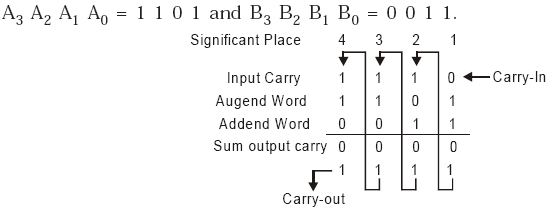 A₃ A₂ A₁ A₀ = 1 1 0 1 and B₃ B₂ B₁ B₀ = 0 0 1 1.
Significant Place 4 3 2 1
Input Carry 1 1 1 0 Carry-In
Augend Word 1 1 0 1
Addend Word 0 0 1 1
Sum output carry 0 0 0 0
1 1 1 1
Carry-out